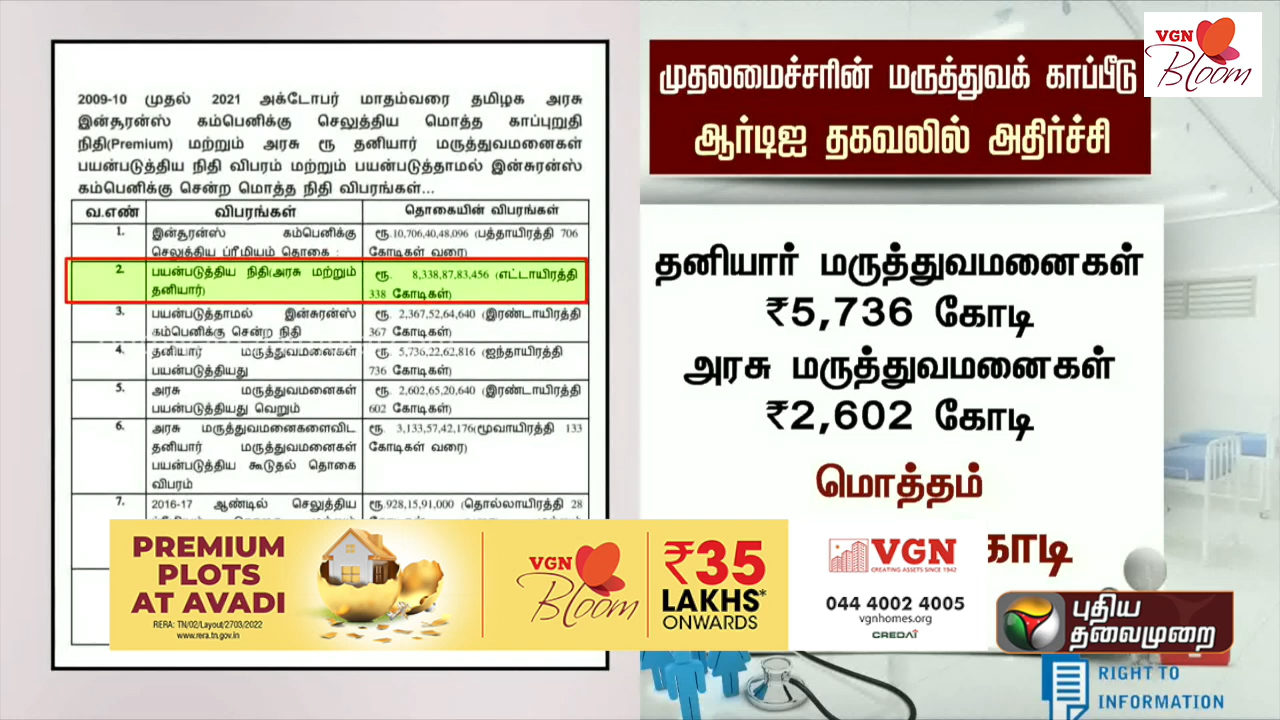 2009-10 முதல் 2021 அக்டோபர் மாதம்வரை தமிழக அரசு
இன்சூரன்ஸ் கம்பெனிக்கு செலுத்திய மொத்த காப்புறுதி
நிதி(Premium) மற்றும் அரசு ரூ தனியார் மருத்துவமனைகள்
பயன்படுத்திய நிதி விபரம் மற்றும் பயன்படுத்தாமல் இன்சுரன்ஸ்
கம்பெனிக்கு சென்ற மொத்த நிதி விபரங்கள்...
வ.எண் விபரங்கள் தொகையின் விபரங்கள்
1. இன்சூரன்ஸ் கம்பெனிக்கு ரூ.10,706,40,48,096 (பத்தாயிரத்தி 706
செலுத்திய ப்ரீமியம் தொகை : கோடிகள் வரை)
2. பயன்படுத்திய நிதி(அரசு மற்றும் ரூ. 8,338,87,83,456 (எட்டாயிரத்தி
தனியார்) 338 கோடிகள்)
3. பயன்படுத்தாமல் இன்சுரன்ஸ் ரூ. 2,367,52,64,640 (இரண்டாயிரத்தி
கம்பெனிக்கு சென்ற நிதி 367 கோடிகள்)
4. தனியார் மருத்துவமனைகள் ரூ. 5,736,22,62,816 (ஐந்தாயிரத்தி
பயன்படுத்தியது 736 கோடிகள்)
5. அரசு மருத்துவமனைகள் ரூ. 2,602,65,20,640 (இரண்டாயிரத்தி
பயன்படுத்தியது வெறும் 602 கோடிகள்)
6. அரசு மருத்துவமனைகளைவிட ரூ. 3,133,57,42,176(மூவாயிரத்தி 133
தனியார் மருத்துவமனைகள் கோடிகள் வரை)
பயன்படுத்திய கூடுதல் தொகை
விபரம்
7. 2016-17 ஆண்டில் செலுத்திய ரூ.928,15,91,000 (தொல்லாயிரத்தி 28
முதலமைச்சரின் மருத்துவக் காப்பீடு
ஆர்டிஐ தகவலில் அதிர்ச்சி
VGN
Bloom
தனியார் மருத்துவமனைகள்
₹5,736 கோடி
அரசு மருத்துவமனைகள்
₹2,602 கோடி
மொத்தம்
PREMIUM
PLOTS
AT AVADI
RERA: TN/02/Layout/2703/2022
www.rera.tn.gov.in
VGN
Bloom
₹35
LAKHS*
ONWARDS
VGN
CREATING ASSETS SINCE 1942
044 4002 4005
vgnhomes.org
CREDAI
புதிய
தலைமுறை
RIGHT TO
INFORMATION